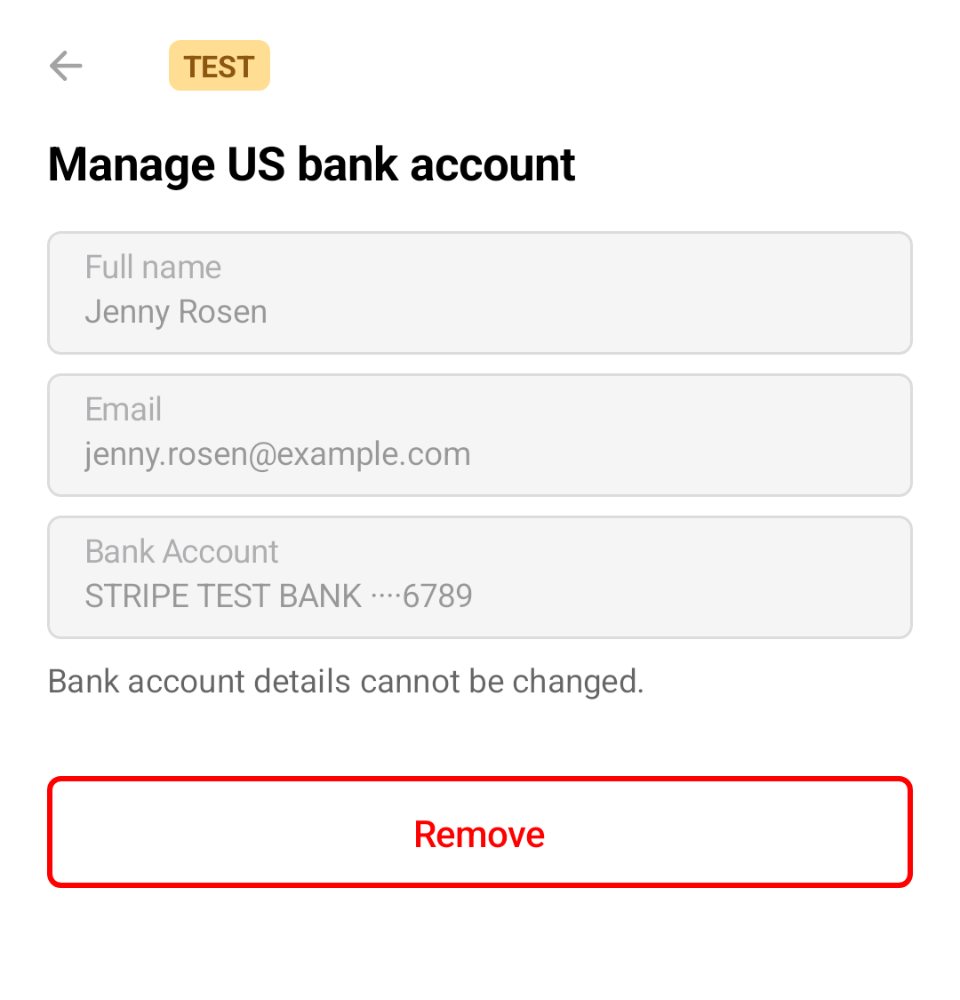 TEST
Manage US bank account
Full name
Jenny Rosen
Email
jenny.rosen@example.com
Bank Account
STRIPE TEST BANK ····6789
Bank account details cannot be changed.
Remove